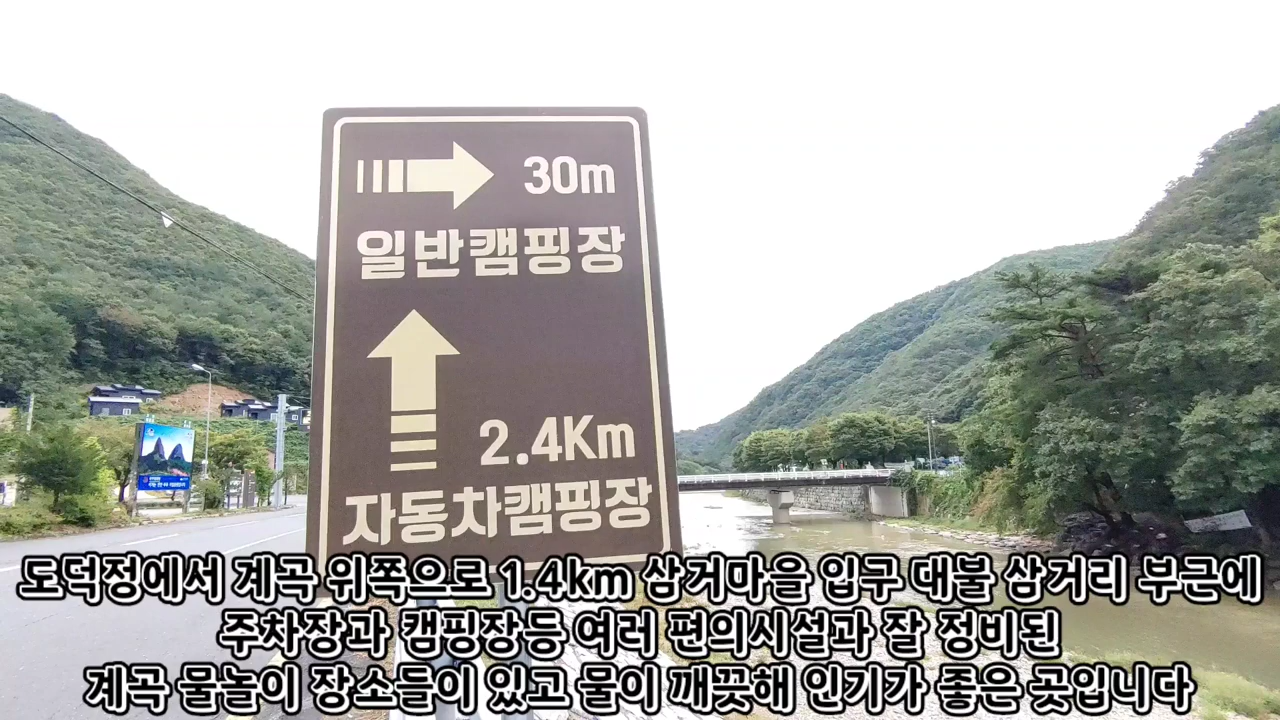 30m
일반캠핑장
2.4Km
자동차캠핑장
도덕정에서 계곡 위쪽으로 1.4km 삼거마을 입구 대불 삼거리 부근에
주차장과 캠핑장등 여러 편의시설과 잘 정비된
계곡 물놀이 장소들이 있고 물이 깨끗해 인기가 좋은 곳입니다